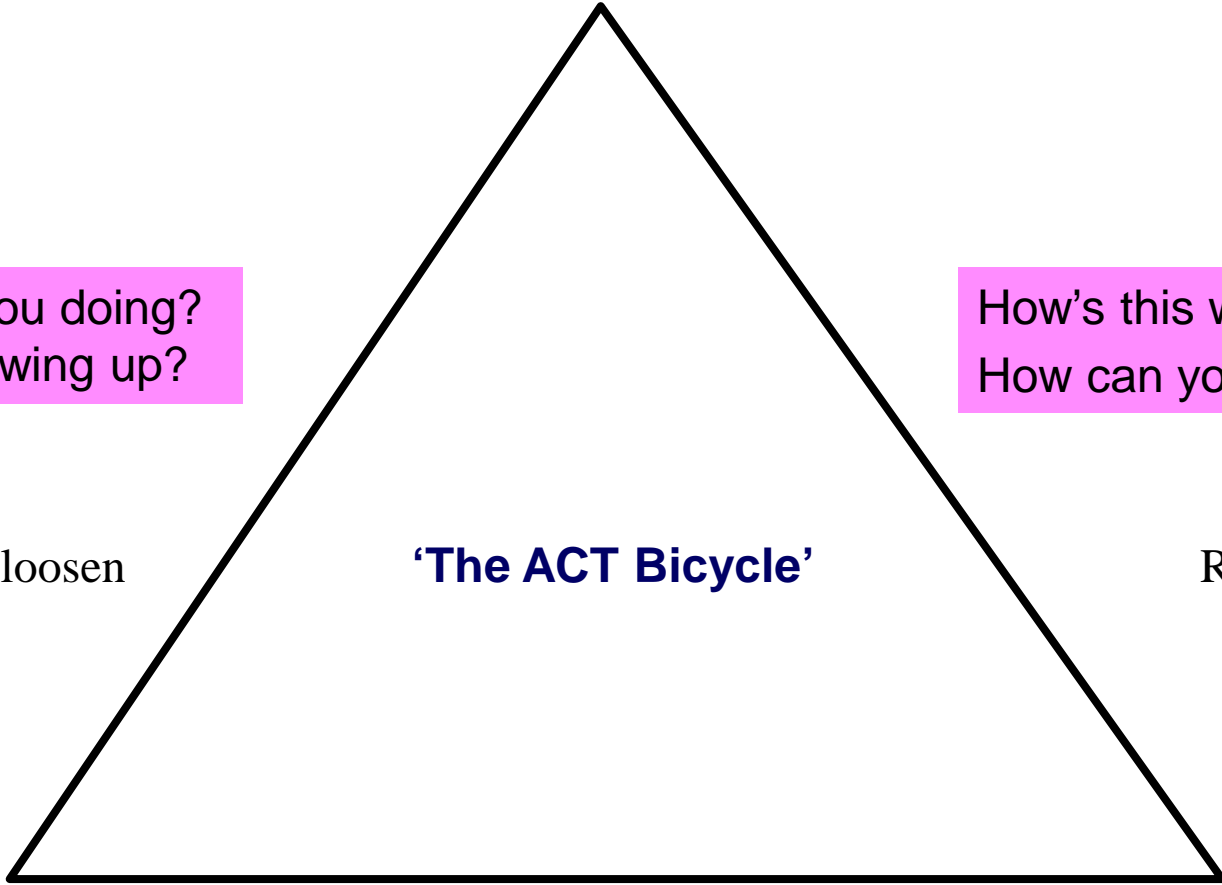 ou doing?
wing up?
How's this
How can yo
loosen
‘The ACT Bicycle’
R